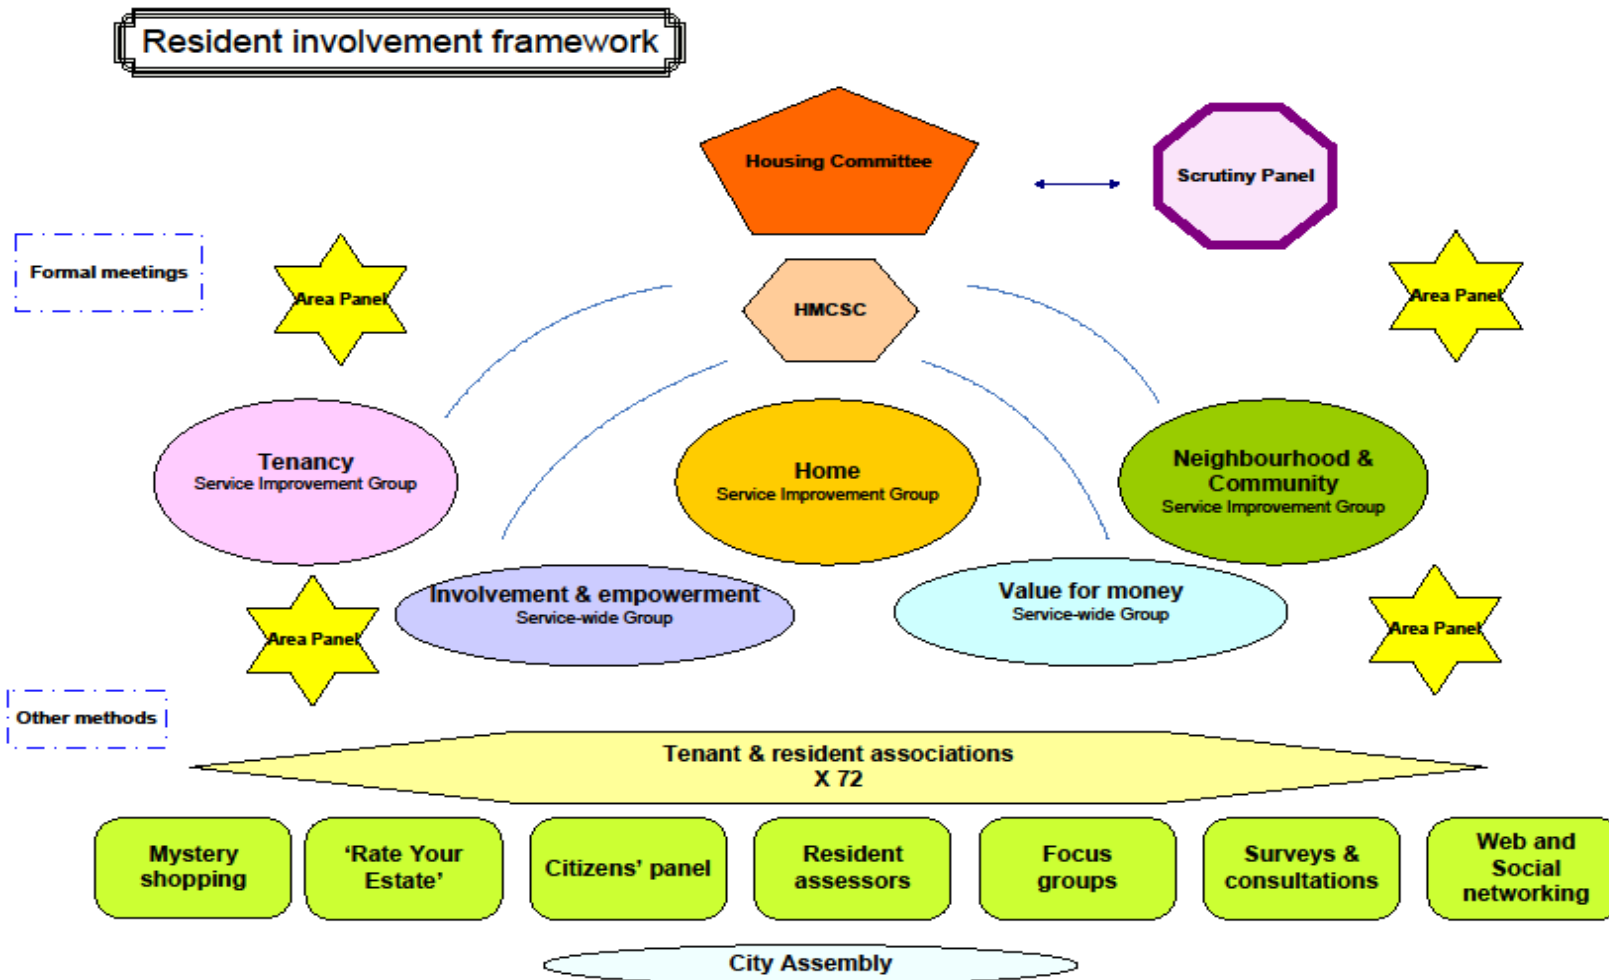 Resident involvement framework
Housing Committee
Scrutiny Panel
Formal meetings
Area Panel
Area Panel
HMCSC
Tenancy
Service Improvement Group
Home
Service Improvement Group
Neighbourhood &
Community
Service Improvement Group
Involvement & empowerment
Service-wide Group
Value for money
Service-wide Group
Area Panel
Area Panel
Other methods
Tenant & resident associations
X 72
Mystery
shopping
‘Rate Your
Estate’
Citizens’ panel
Resident
assessors
Focus
groups
Surveys &
consultations
Web and
Social
networking
City Assembly